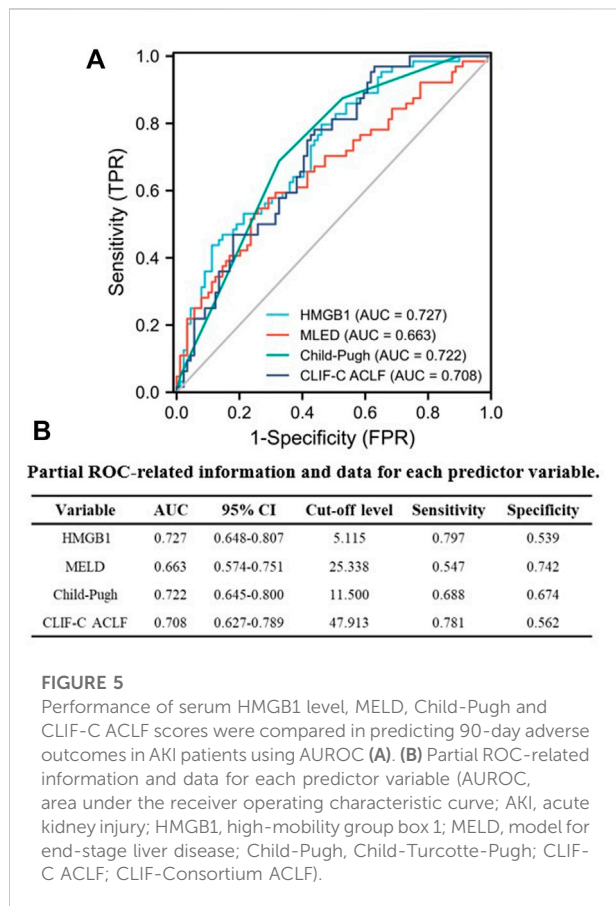 A
1.0
0.8
0.6
0.4
0.2
0.0
Sensitivity (TPR)
HMGB1 (AUC = 0.727)
MLED (AUC = 0.663)
Child-Pugh (AUC = 0.722)
CLIF-C ACLF (AUC = 0.708)
0.0 0.2 0.4 0.6 0.8 1.0
1-Specificity (FPR)
B
Partial ROC-related information and data for each predictor variable.
Variable AUC 95% CI Cut-off level Sensitivity Specificity
HMGB1 0.727 0.648-0.807 5.115 0.797 0.539
MELD 0.663 0.574-0.751 25.338 0.547 0.742
Child-Pugh 0.722 0.645-0.800 11.500 0.688 0.674
CLIF-C ACLF 0.708 0.627-0.789 47.913 0.781 0.562
FIGURE 5
Performance of serum HMGB1 level, MELD, Child-Pugh and
CLIF-C ACLF scores were compared in predicting 90-day adverse
outcomes in AKI patients using AUROC (A). (B) Partial ROC-related
information and data for each predictor variable (AUROC,
area under the receiver operating characteristic curve; AKI, acute
kidney injury; HMGB1, high-mobility group box 1; MELD, model for
end-stage liver disease; Child-Pugh, Child-Turcotte-Pugh; CLIF-
C ACLF; CLIF-Consortium ACLF).